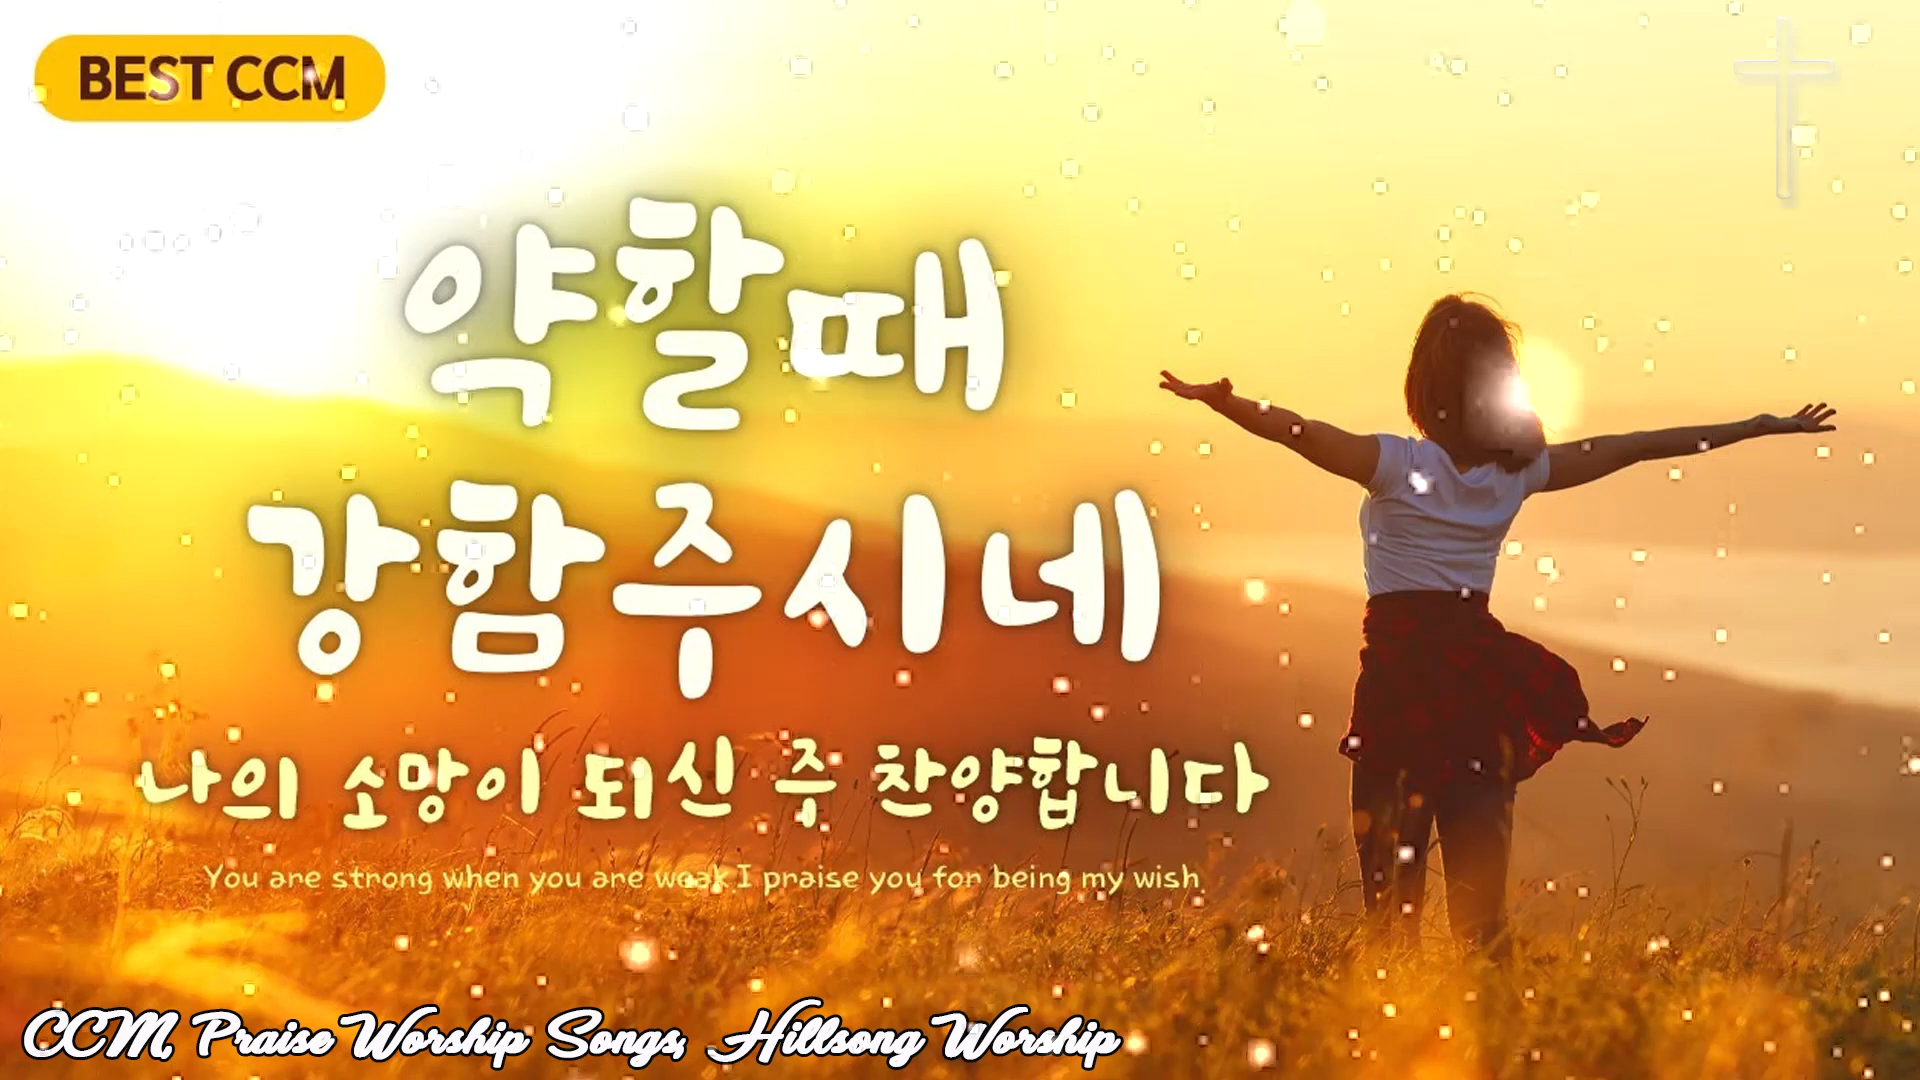 BEST CCM
약할때
강함주시네
나의 소망이 되신 주 찬양합니다
You are strong when you are weak I praise you for being my wish.
CCM, Praise Worship Songs, Hillsong Worship